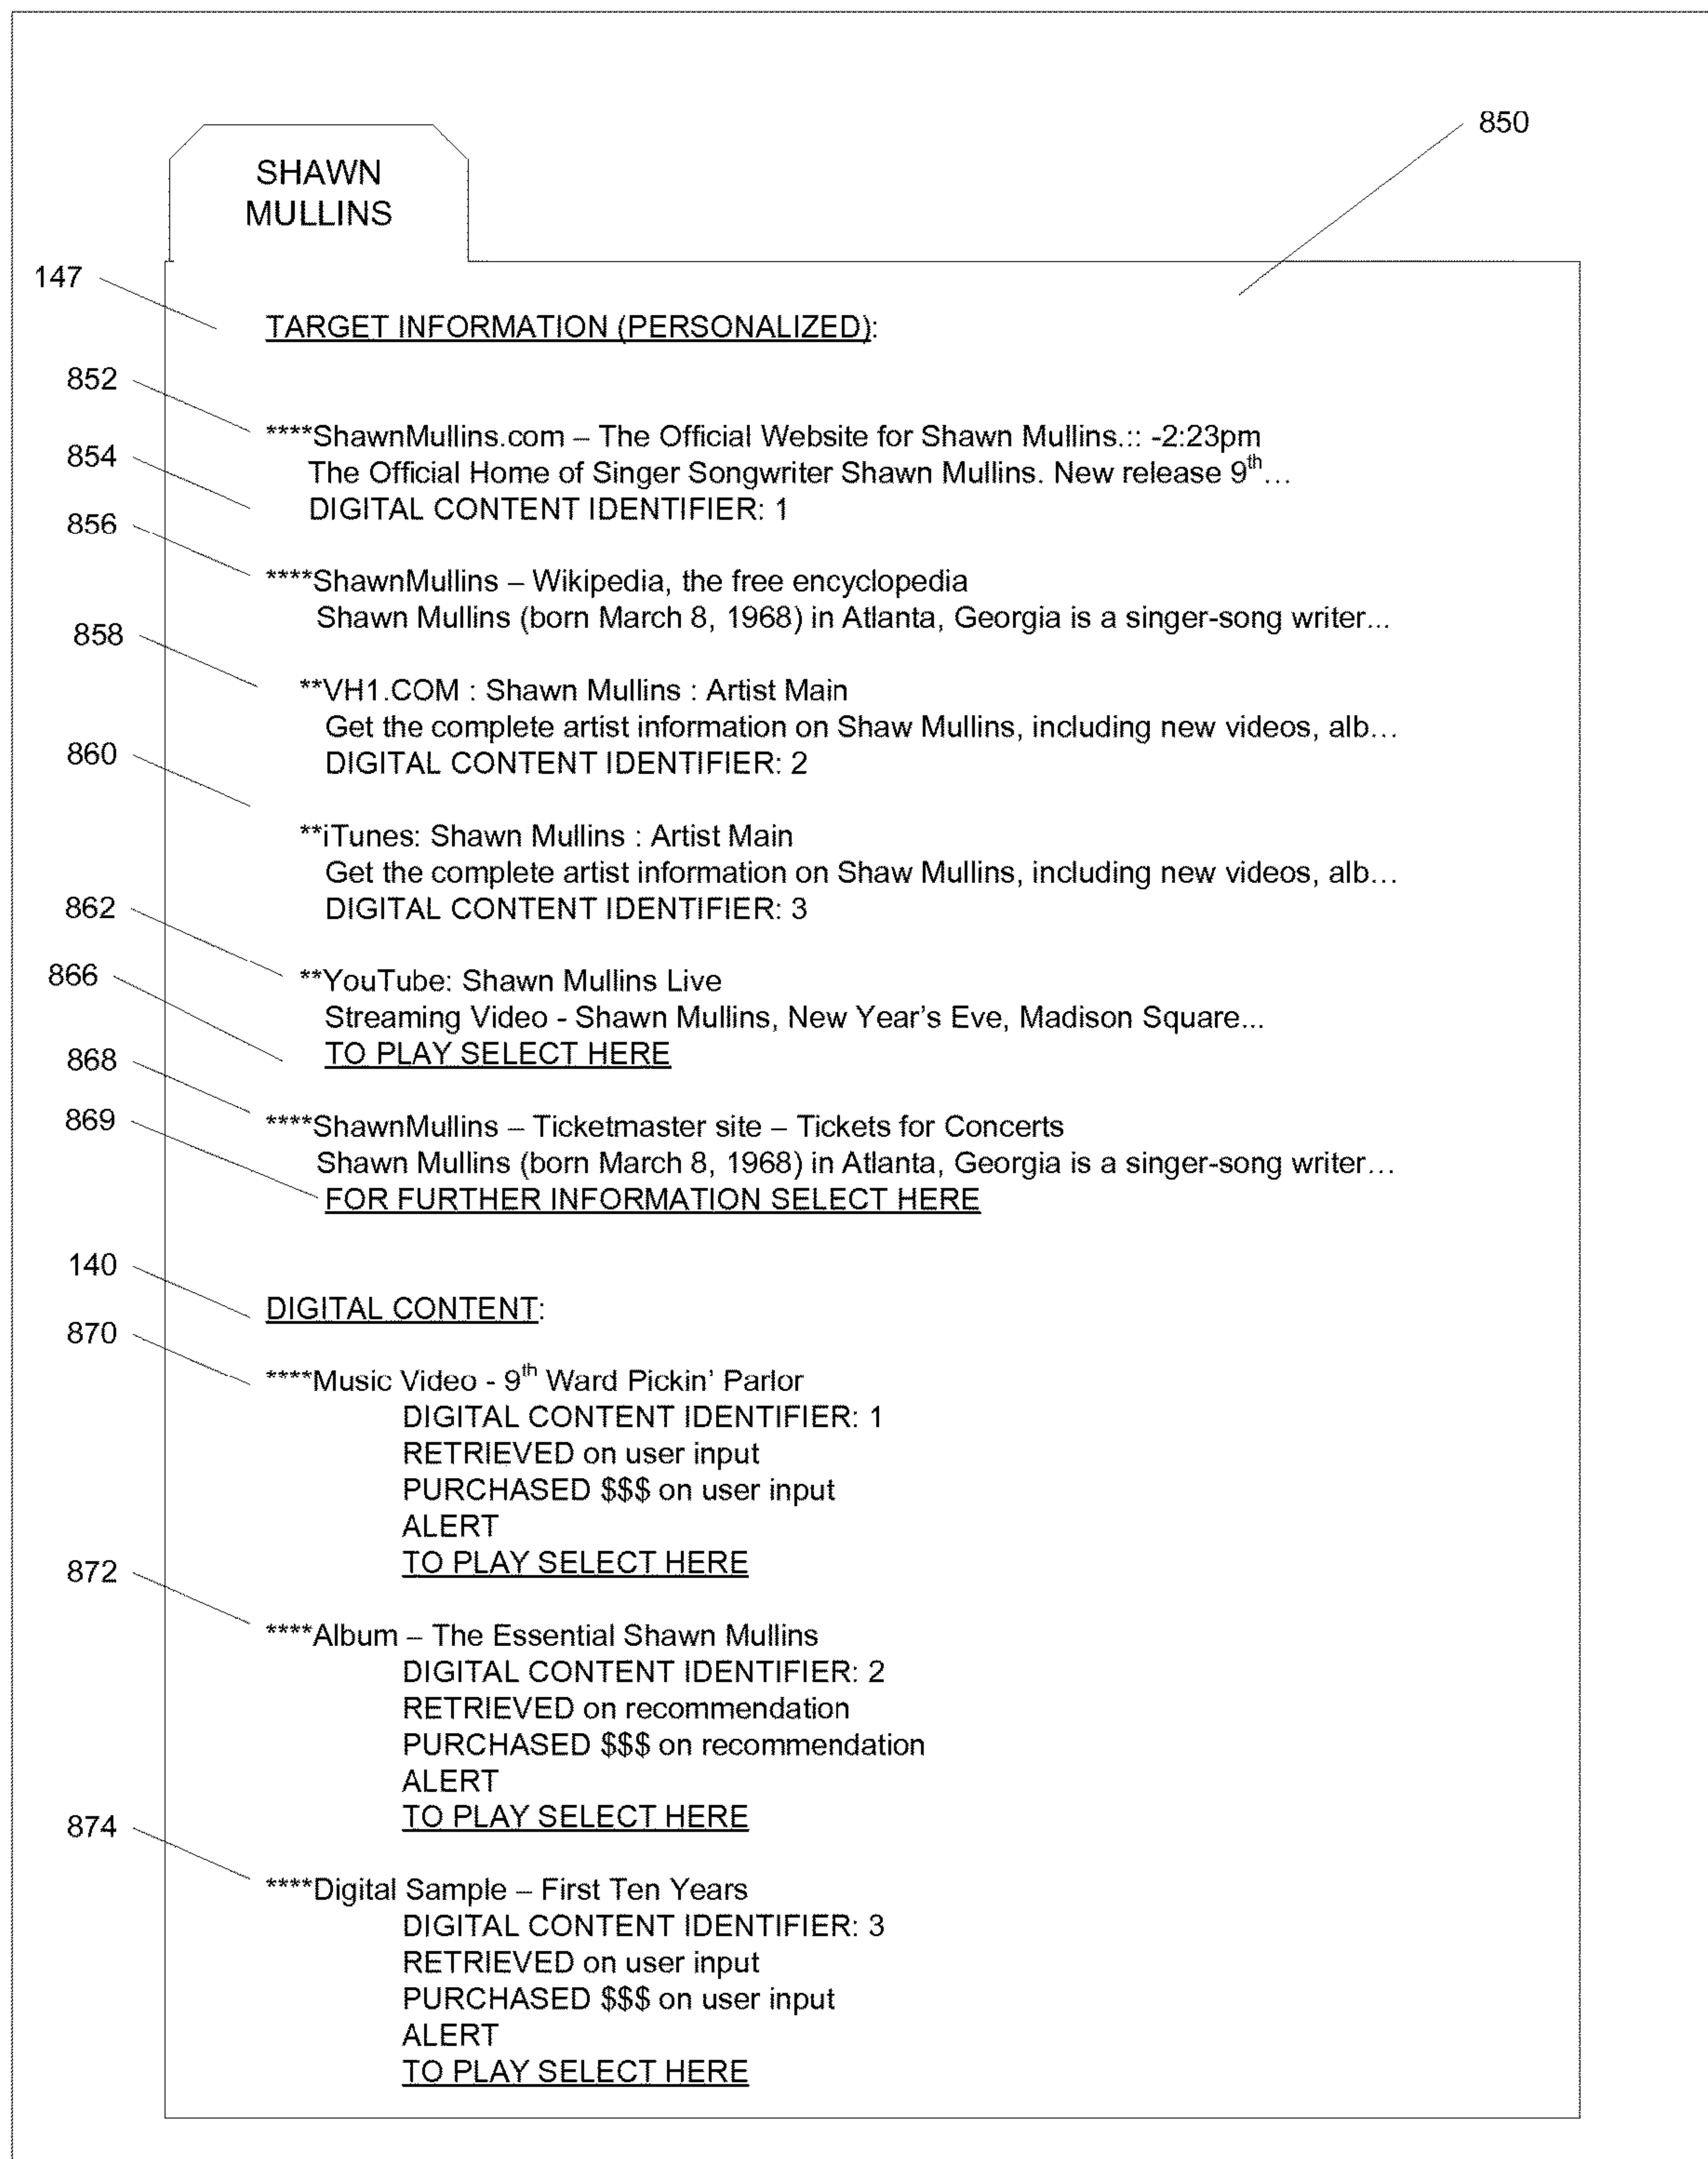 850
SHAWN
MULLINS
147
TARGET INFORMATION (PERSONALIZED):
852
****ShawnMullins.com – The Official Website for Shawn Mullins.:: -2:23pm
854
The Official Home of Singer Songwriter Shawn Mullins. New release 9th...
DIGITAL CONTENT IDENTIFIER: 1
856
****ShawnMullins – Wikipedia, the free encyclopedia
Shawn Mullins (born March 8, 1968) in Atlanta, Georgia is a singer-song writer...
858
**VH1.COM : Shawn Mullins : Artist Main
Get the complete artist information on Shaw Mullins, including new videos, alb...
860
DIGITAL CONTENT IDENTIFIER: 2
**iTunes: Shawn Mullins : Artist Main
Get the complete artist information on Shaw Mullins, including new videos, alb...
862
DIGITAL CONTENT IDENTIFIER: 3
866
**YouTube: Shawn Mullins Live
Streaming Video - Shawn Mullins, New Year's Eve, Madison Square...
868
TO PLAY SELECT HERE
869
****ShawnMullins – Ticketmaster site – Tickets for Concerts
Shawn Mullins (born March 8, 1968) in Atlanta, Georgia is a singer-song writer...
FOR FURTHER INFORMATION SELECT HERE
140
DIGITAL CONTENT:
870
****Music Video - 9th Ward Pickin' Parlor
DIGITAL CONTENT IDENTIFIER: 1
RETRIEVED on user input
PURCHASED $$$ on user input
ALERT
TO PLAY SELECT HERE
872
****Album – The Essential Shawn Mullins
DIGITAL CONTENT IDENTIFIER: 2
RETRIEVED on recommendation
PURCHASED $$$ on recommendation
ALERT
TO PLAY SELECT HERE
874
****Digital Sample – First Ten Years
DIGITAL CONTENT IDENTIFIER: 3
RETRIEVED on user input
PURCHASED $$$ on user input
ALERT
TO PLAY SELECT HERE